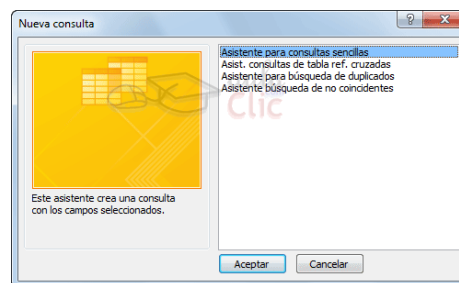 Nueva consulta
Asistente para consultas sencillas
Asist. consultas de tabla ref. cruzadas
Asistente para búsqueda de duplicados
Asistente búsqueda de no coincidentes
Clic
Este asistente crea una consulta
con los campos seleccionados.
Aceptar
Cancelar